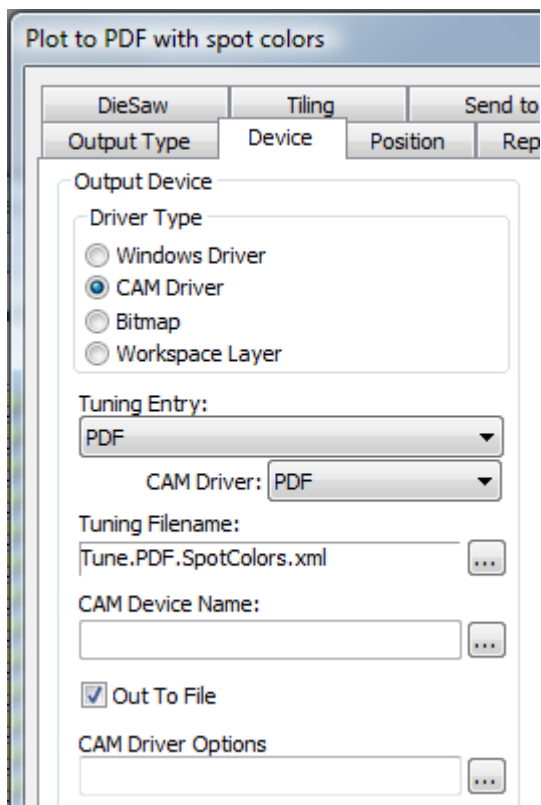 Plot to PDF with spot colors
DieSaw Tiling Send to
Output Type Device Position Rep
Output Device
Driver Type
Windows Driver
CAM Driver
Bitmap
Workspace Layer
Tuning Entry:
PDF
CAM Driver: PDF
Tuning Filename:
Tune.PDF.SpotColors.xml ...
CAM Device Name:
...
Out To File
CAM Driver Options
...